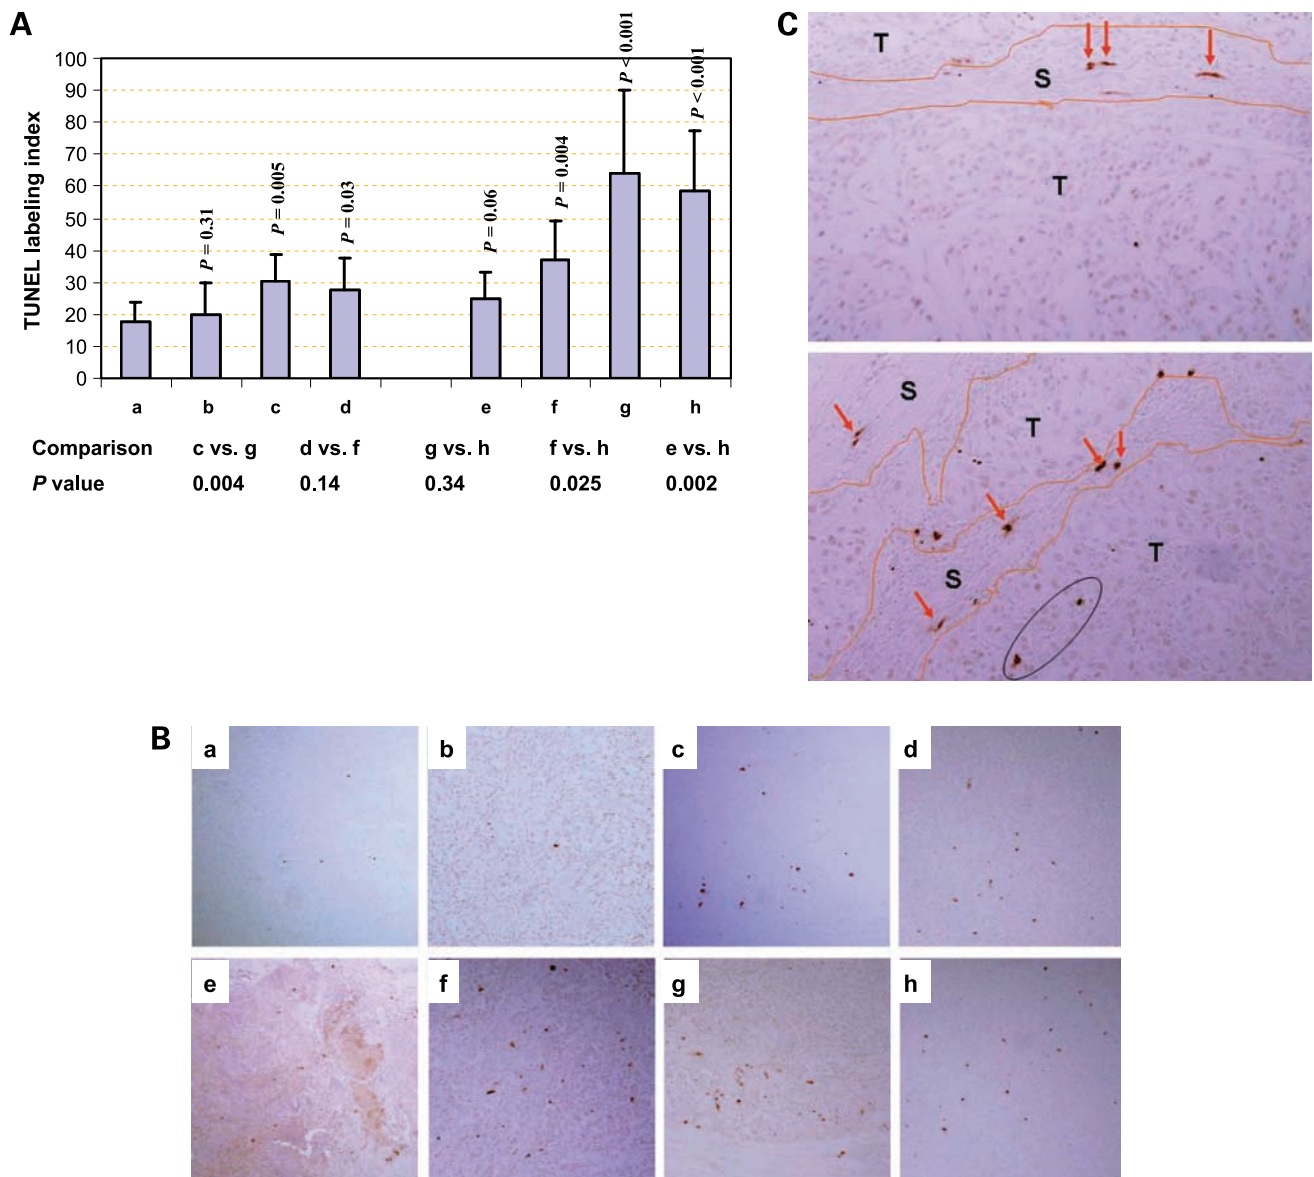 A
TUNEL labeling index
100
90
80
70
60
50
40
30
20
10
0
P = 0.31
P = 0.005
P = 0.03
P = 0.06
P = 0.004
P < 0.001
P < 0.001
a b c d e f g h
Comparison c vs. g d vs. f g vs. h f vs. h e vs. h
P value 0.004 0.14 0.34 0.025 0.002
C
T
S
T
S
T
T
S
B
a b c d
e f g h